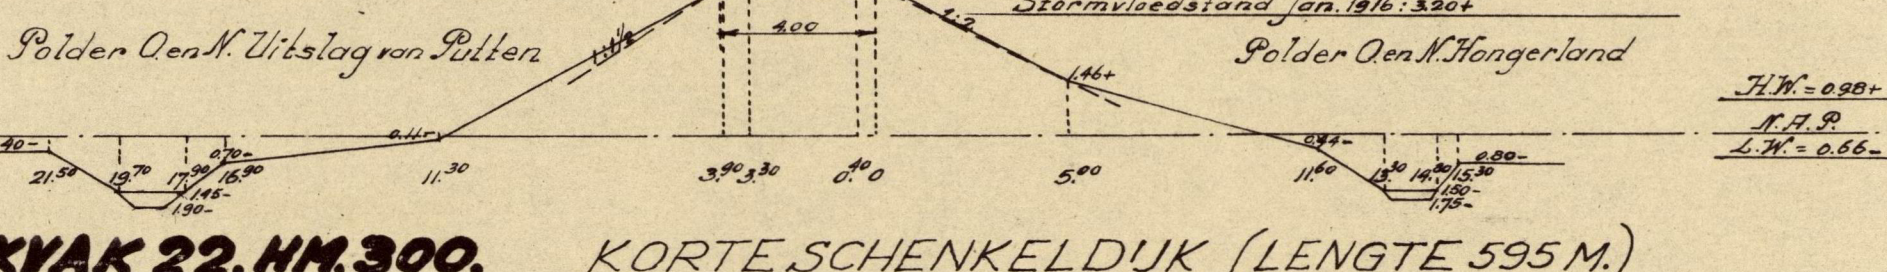 Stormvloedstand Jan. 1916: 3.20+
1:2
4.00
Polder O. en N. Uitslag van Putten
Polder O. en N. Hongerland
1.46+
H.W. = 0.98+
0.11-
N.A.P.
40-
0.70-
0.44-
0.80-
L.W. = 0.66-
21.50 19.70 17.90 16.90 11.30 3.90 3.30 0.40 0 5.00 11.60 13.30 14.80 15.30
1.45-
1.50-
1.90-
1.75-
KVAK 22. HM. 300.
KORTE SCHENKELDIJK (LENGTE 595 M.)